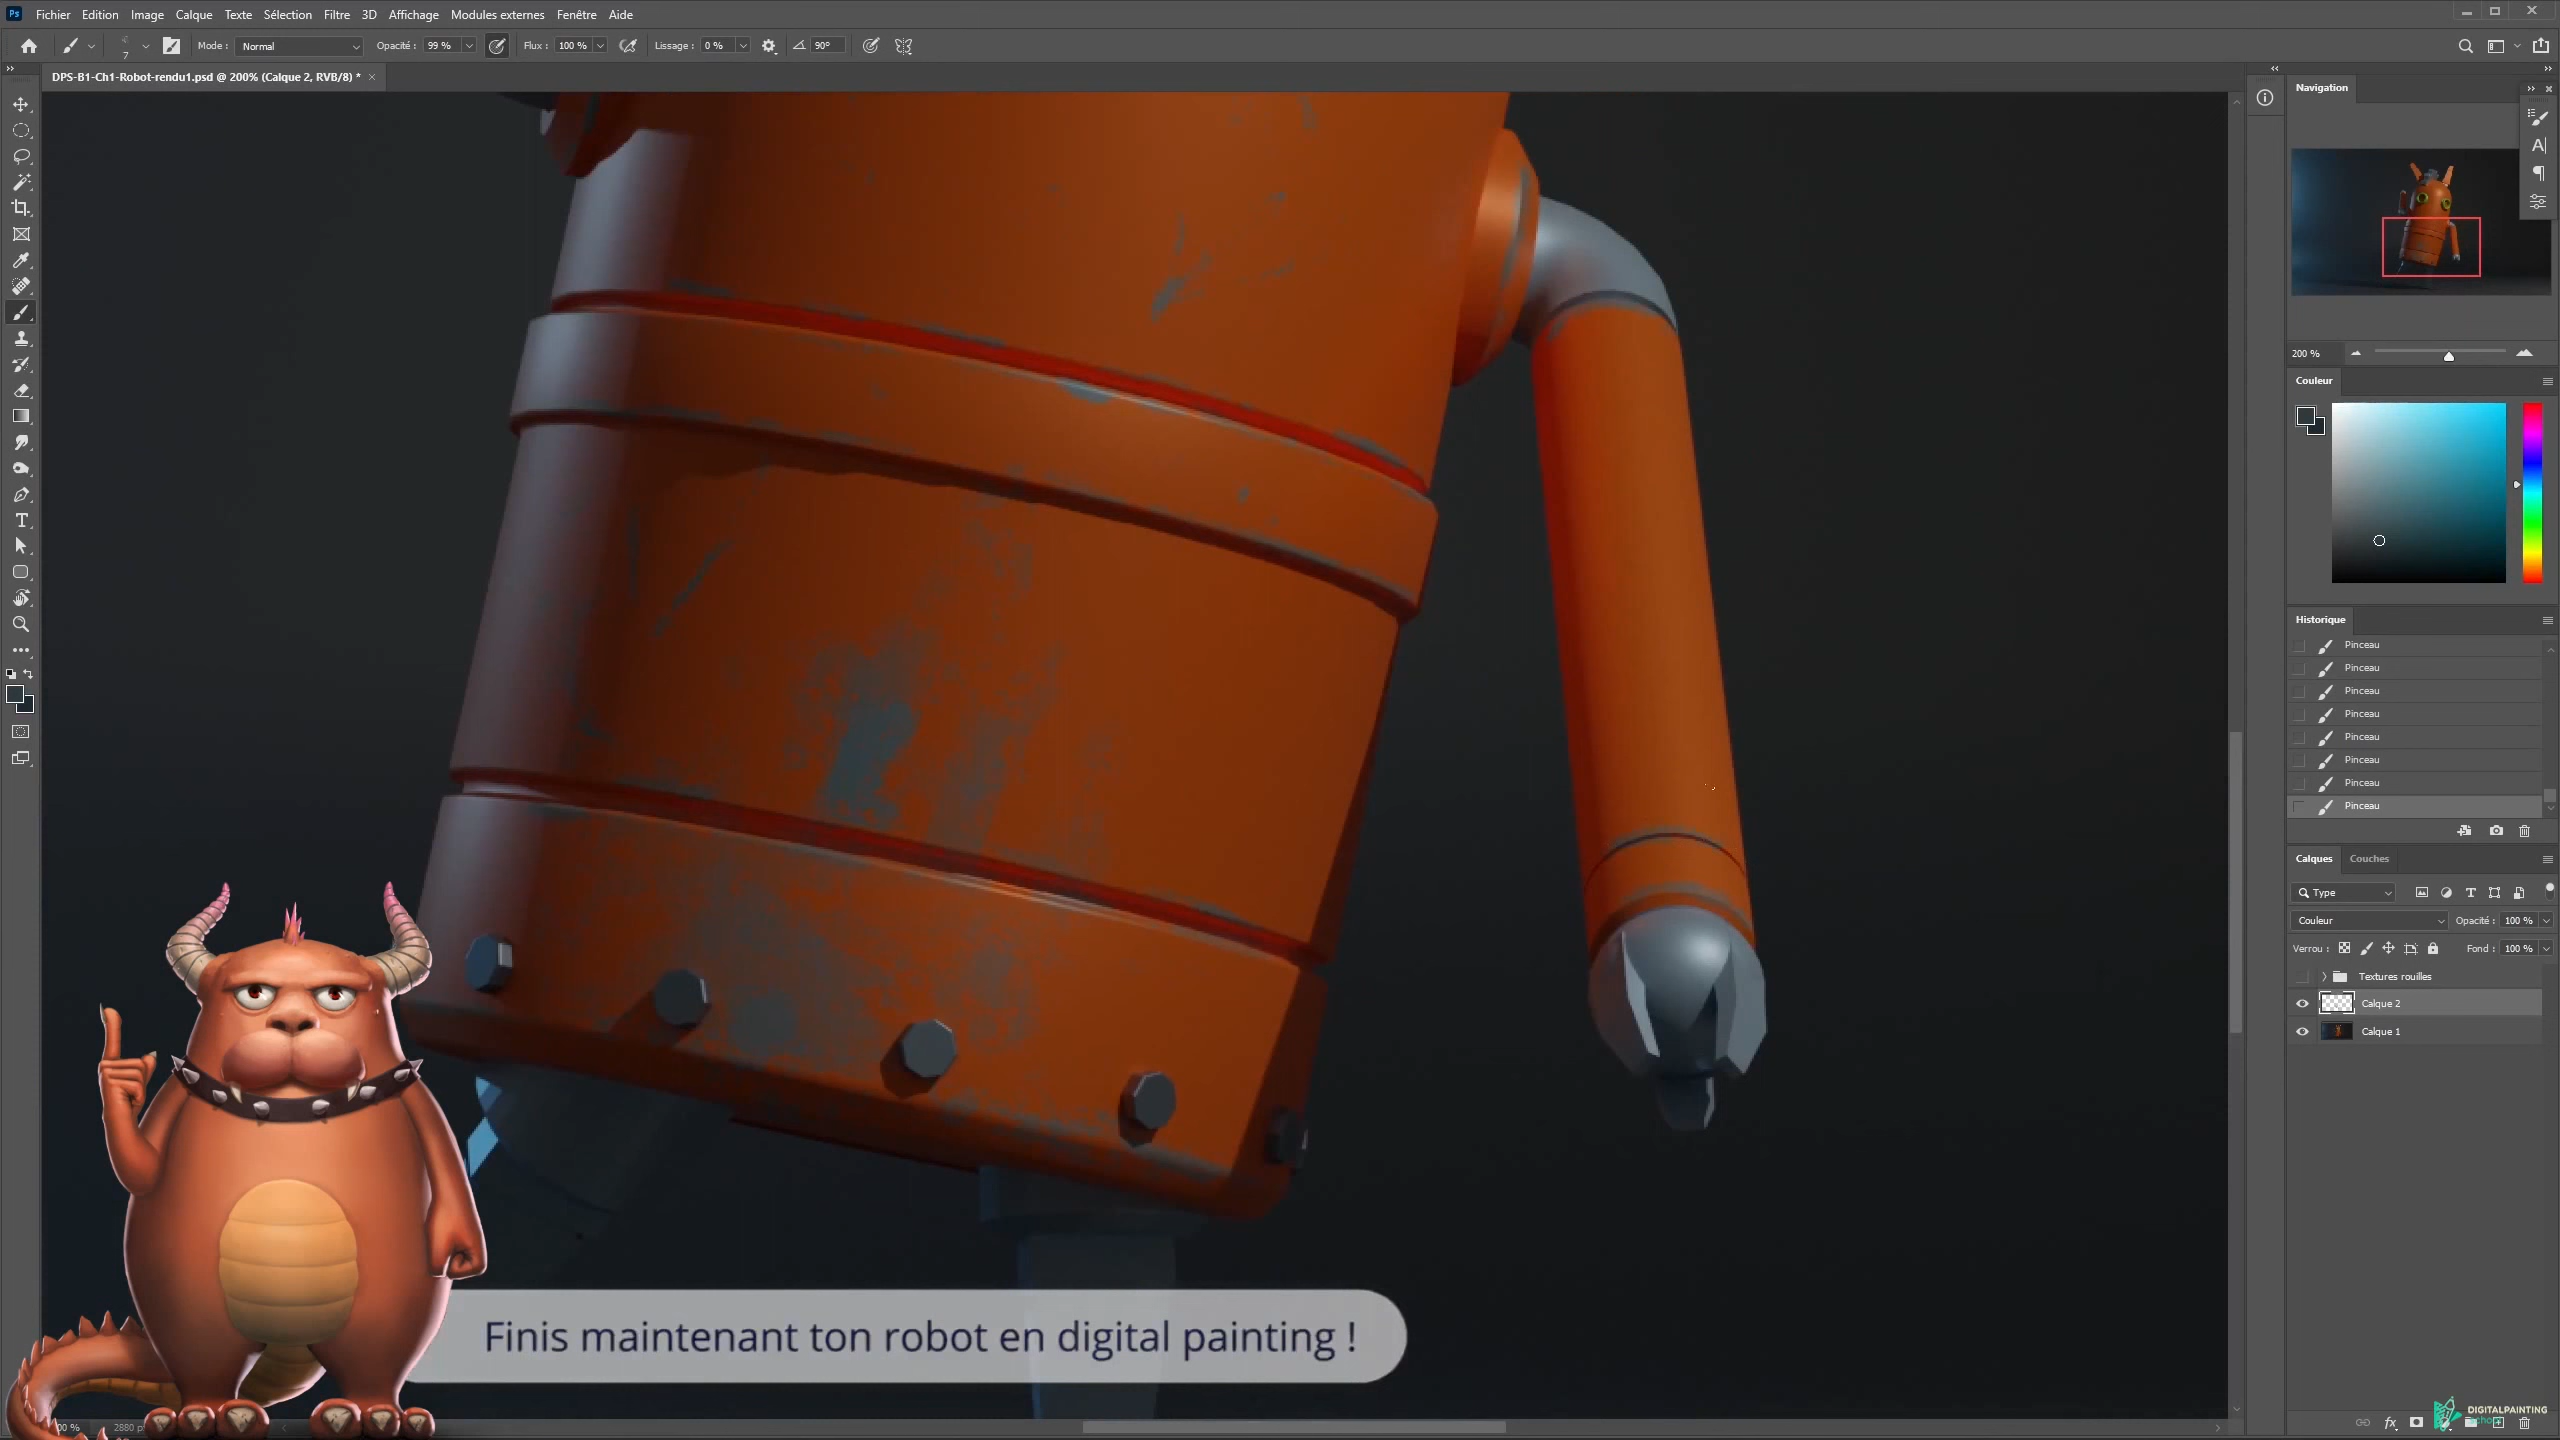 Fichier Edition Image Calque Texte Sélection Filtre 3D Affichage Modules externes Fenêtre Aide
7 Mode : Normal Opacité : 99 % Flux : 100 % Lissage : 0 % 90°
DPS-B1-Ch1-Robot-rendu1.psd @ 200% (Calque 2, RVB/8) *
Navigation
200 %
Couleur
Historique
Pinceau
Pinceau
Pinceau
Pinceau
Pinceau
Pinceau
Pinceau
Pinceau
Calques Couches
Type
Couleur Opacité : 100 %
Verrou : Fond : 100 %
Textures rouilles
Calque 2
Calque 1
Finis maintenant ton robot en digital painting !
DIGITALPAINTING